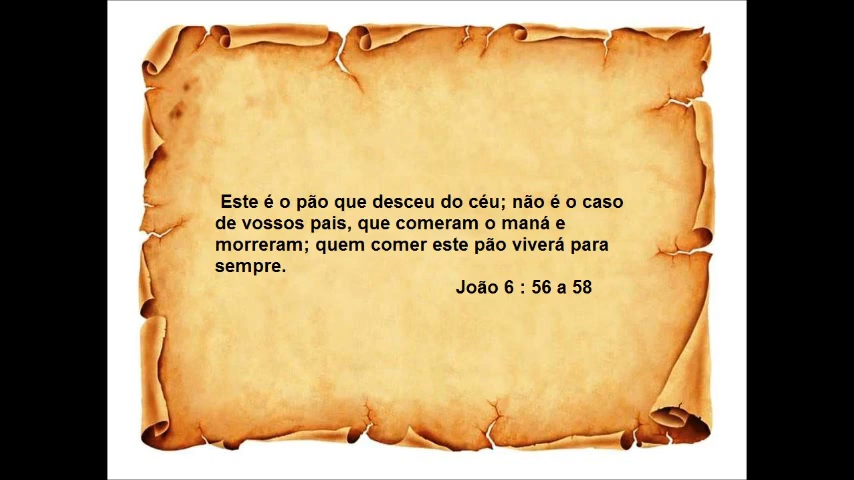 Este é o pão que desceu do céu; não é o caso
de vossos pais, que comeram o maná e
morreram; quem comer este pão viverá para
sempre.
João 6 : 56 a 58